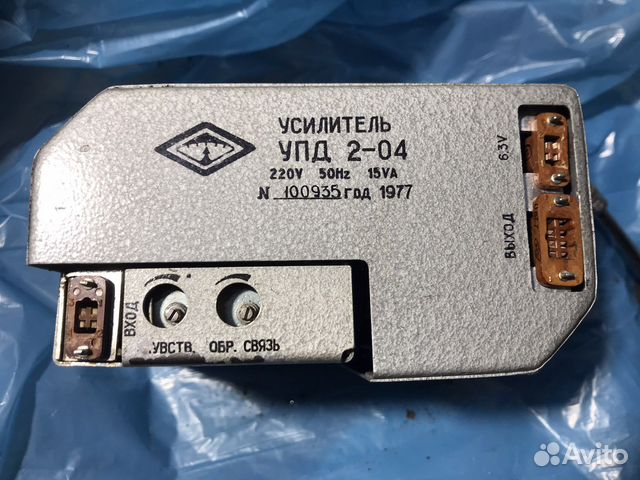 УСИЛИТЕЛЬ
УПД 2-04
220V 50Hz 15VA
N 100935 год 1977
6.3V
ВЫХОД
ВХОД
.УВСТВ. ОБР. СВЯЗЬ
Avito